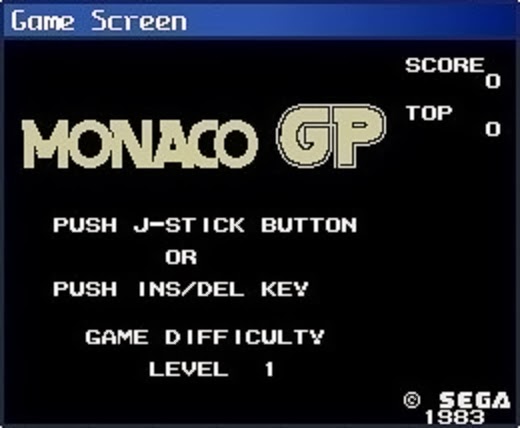 Game Screen
SCORE
0
TOP
0
MONACO GP
PUSH J-STICK BUTTON
OR
PUSH INS/DEL KEY
GAME DIFFICULTY
LEVEL 1
© SEGA
1983